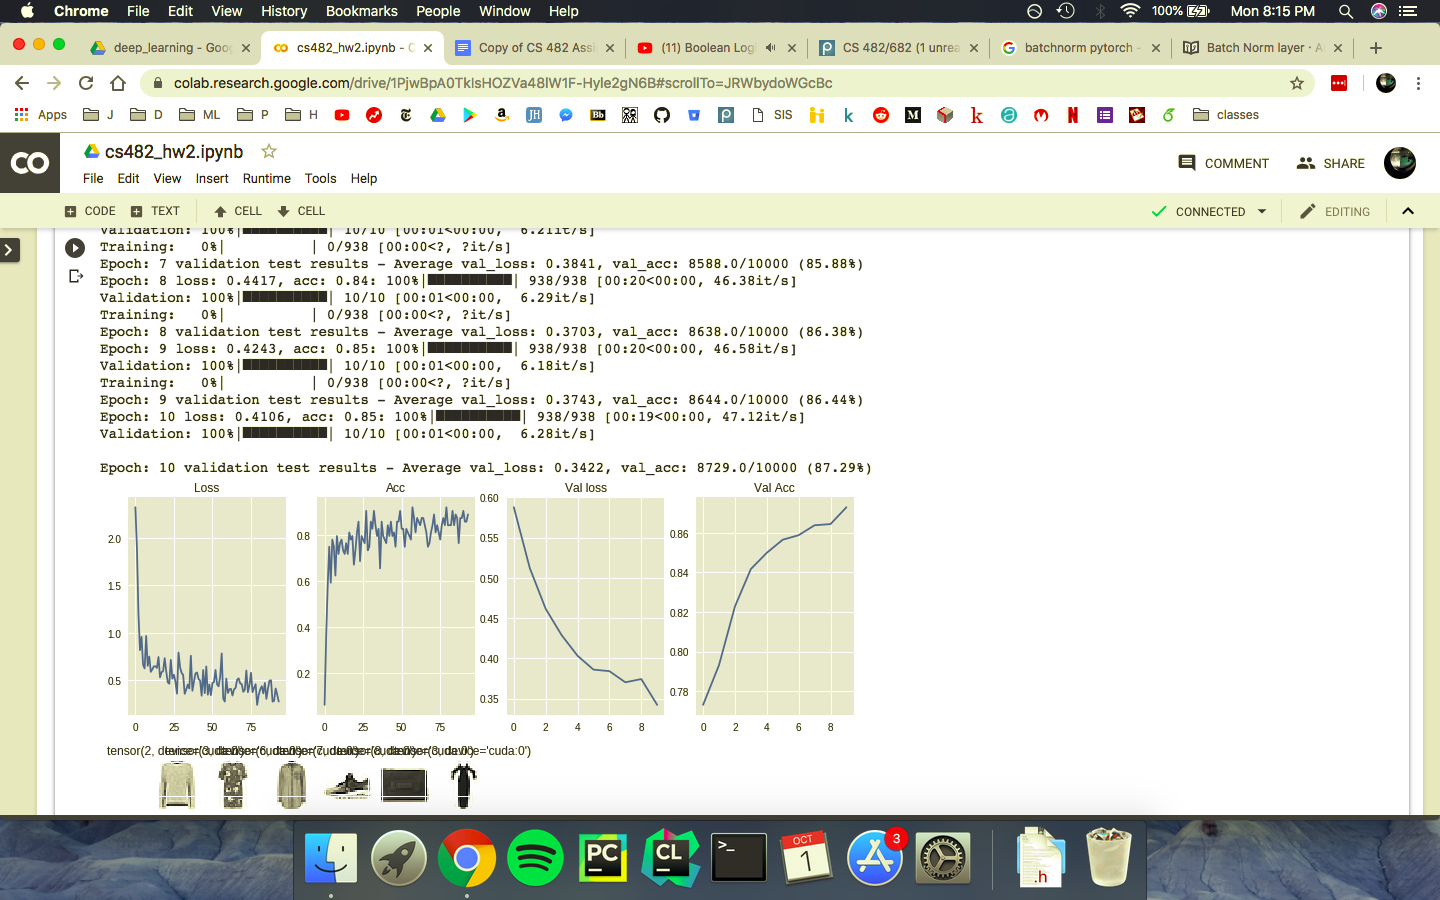 Chrome File Edit View History Bookmarks People Window Help 100% Mon 8:15 PM
deep_learning - Goog cs482_hw2.ipynb - C Copy of CS 482 Assi (11) Boolean Log CS 482/682 (1 unrea batchnorm pytorch - Batch Norm layer · A
colab.research.google.com/drive/1PjwBpA0TklsHOZVa48lW1F-Hyle2gN6B#scrollTo=JRWbydoWGcBc
Apps J D ML P H JH Bb k M k N SIS classes
CO cs482_hw2.ipynb COMMENT SHARE
File Edit View Insert Runtime Tools Help
CODE TEXT CELL CELL CONNECTED EDITING
Validation: 100%| | 10/10 [00:01<00:00, 6.21it/s]
Training: 0%| | 0/938 [00:00<?, ?it/s]
Epoch: 7 validation test results - Average val_loss: 0.3841, val_acc: 8588.0/10000 (85.88%)
Epoch: 8 loss: 0.4417, acc: 0.84: 100%| | 938/938 [00:20<00:00, 46.38it/s]
Validation: 100%| | 10/10 [00:01<00:00, 6.29it/s]
Training: 0%| | 0/938 [00:00<?, ?it/s]
Epoch: 8 validation test results - Average val_loss: 0.3703, val_acc: 8638.0/10000 (86.38%)
Epoch: 9 loss: 0.4243, acc: 0.85: 100%| | 938/938 [00:20<00:00, 46.58it/s]
Validation: 100%| | 10/10 [00:01<00:00, 6.18it/s]
Training: 0%| | 0/938 [00:00<?, ?it/s]
Epoch: 9 validation test results - Average val_loss: 0.3743, val_acc: 8644.0/10000 (86.44%)
Epoch: 10 loss: 0.4106, acc: 0.85: 100%| | 938/938 [00:19<00:00, 47.12it/s]
Validation: 100%| | 10/10 [00:01<00:00, 6.28it/s]
Epoch: 10 validation test results - Average val_loss: 0.3422, val_acc: 8729.0/10000 (87.29%)
Loss
2.0
1.5
1.0
0.5
0 25 50 75
Acc
0.8
0.6
0.4
0.2
0 25 50 75
Val loss
0.60
0.55
0.50
0.45
0.40
0.35
0 2 4 6 8
Val Acc
0.86
0.84
0.82
0.80
0.78
0 2 4 6 8
tensor(2, device='cuda:0')
PC CL >_ OCT 1 3 .h